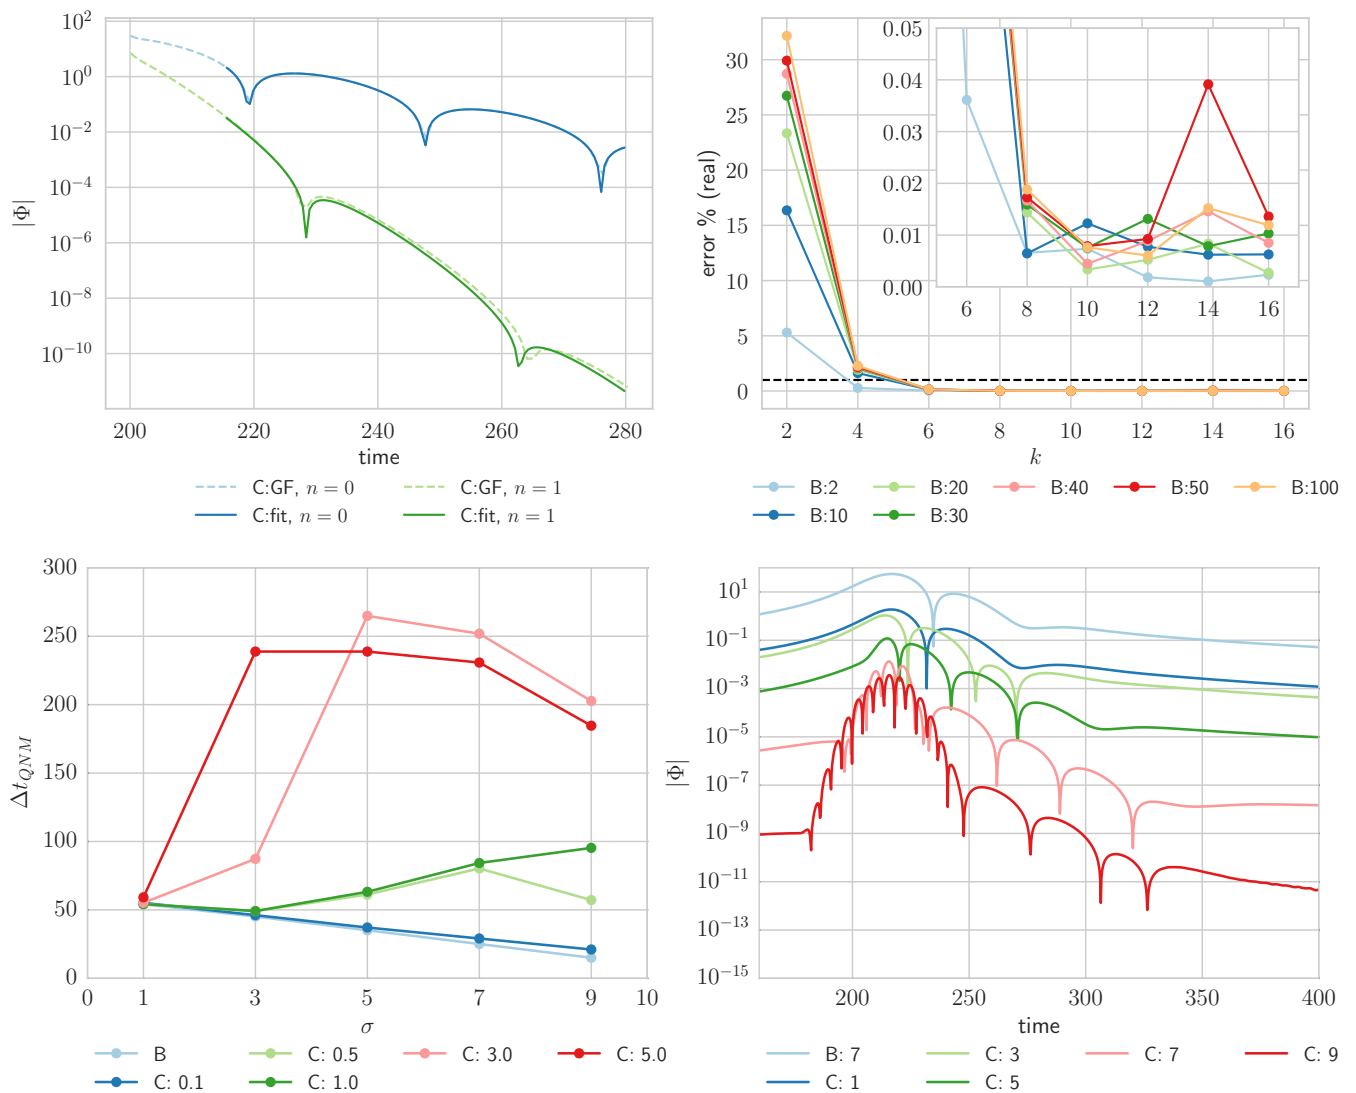 10^2
10^0
10^{-2}
10^{-4}
10^{-6}
10^{-8}
10^{-10}
|Φ|
200 220 240 260 280
time
C:GF, n = 0
C:GF, n = 1
C:fit, n = 0
C:fit, n = 1
30
25
20
15
10
5
0
error % (real)
0.05
0.04
0.03
0.02
0.01
0.00
6 8 10 12 14 16
2 4 6 8 10 12 14 16
k
B:2 B:20 B:40 B:50 B:100
B:10 B:30
300
250
200
150
100
50
0
Δt_{QNM}
0 1 3 5 7 9 10
σ
B C: 0.5 C: 3.0 C: 5.0
C: 0.1 C: 1.0
10^1
10^{-1}
10^{-3}
10^{-5}
10^{-7}
10^{-9}
10^{-11}
10^{-13}
10^{-15}
|Φ|
200 250 300 350 400
time
B: 7 C: 3 C: 7 C: 9
C: 1 C: 5